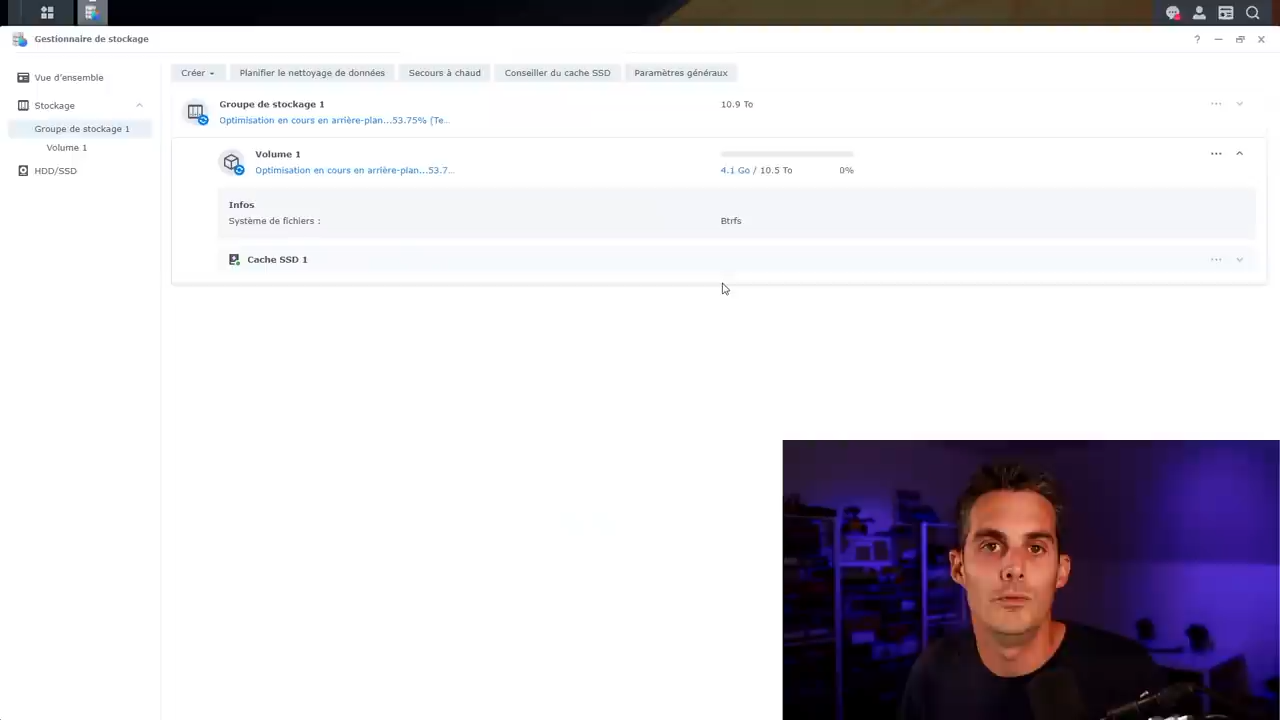 Gestionnaire de stockage
Vue d'ensemble
Stockage
Groupe de stockage 1
Volume 1
HDD/SSD
Créer
Planifier le nettoyage de données
Secours à chaud
Conseiller du cache SSD
Paramètres généraux
Groupe de stockage 1
10.9 To
Optimisation en cours en arrière-plan...53.75% (Te...
Volume 1
Optimisation en cours en arrière-plan...53.7...
4.1 Go / 10.5 To
0%
Infos
Système de fichiers :
Btrfs
Cache SSD 1